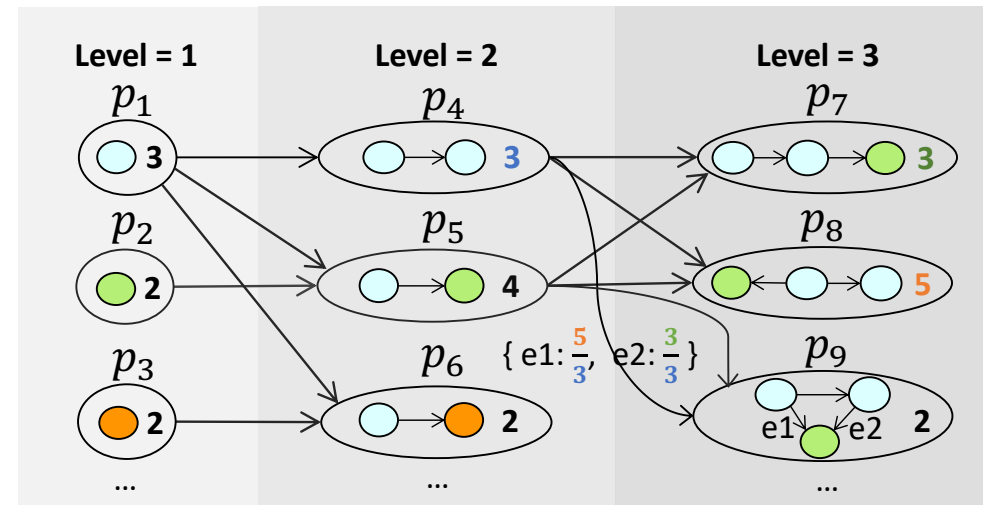 Level = 1 Level = 2 Level = 3
p₁ p₄ p₇
3 3 3
p₂ p₅ p₈
2 4 5
{ e1: 5/3, e2: 3/3 }
p₃ p₆ p₉
2 2 2
e1 e2
... ... ...